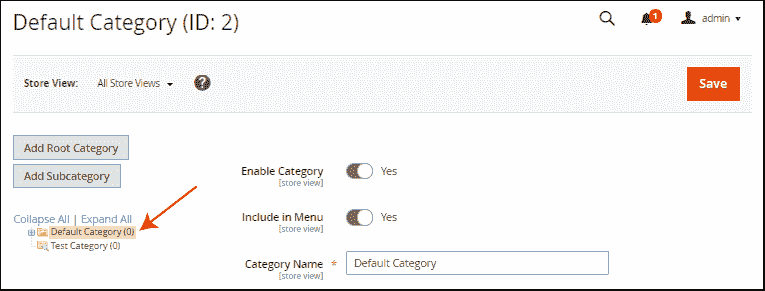 Default Category (ID: 2)
1
admin
Store View: All Store Views ?
Save
Add Root Category
Add Subcategory
Collapse All | Expand All
Default Category (0)
Test Category (0)
Enable Category Yes
[store view]
Include in Menu Yes
[store view]
Category Name * Default Category
[store view]